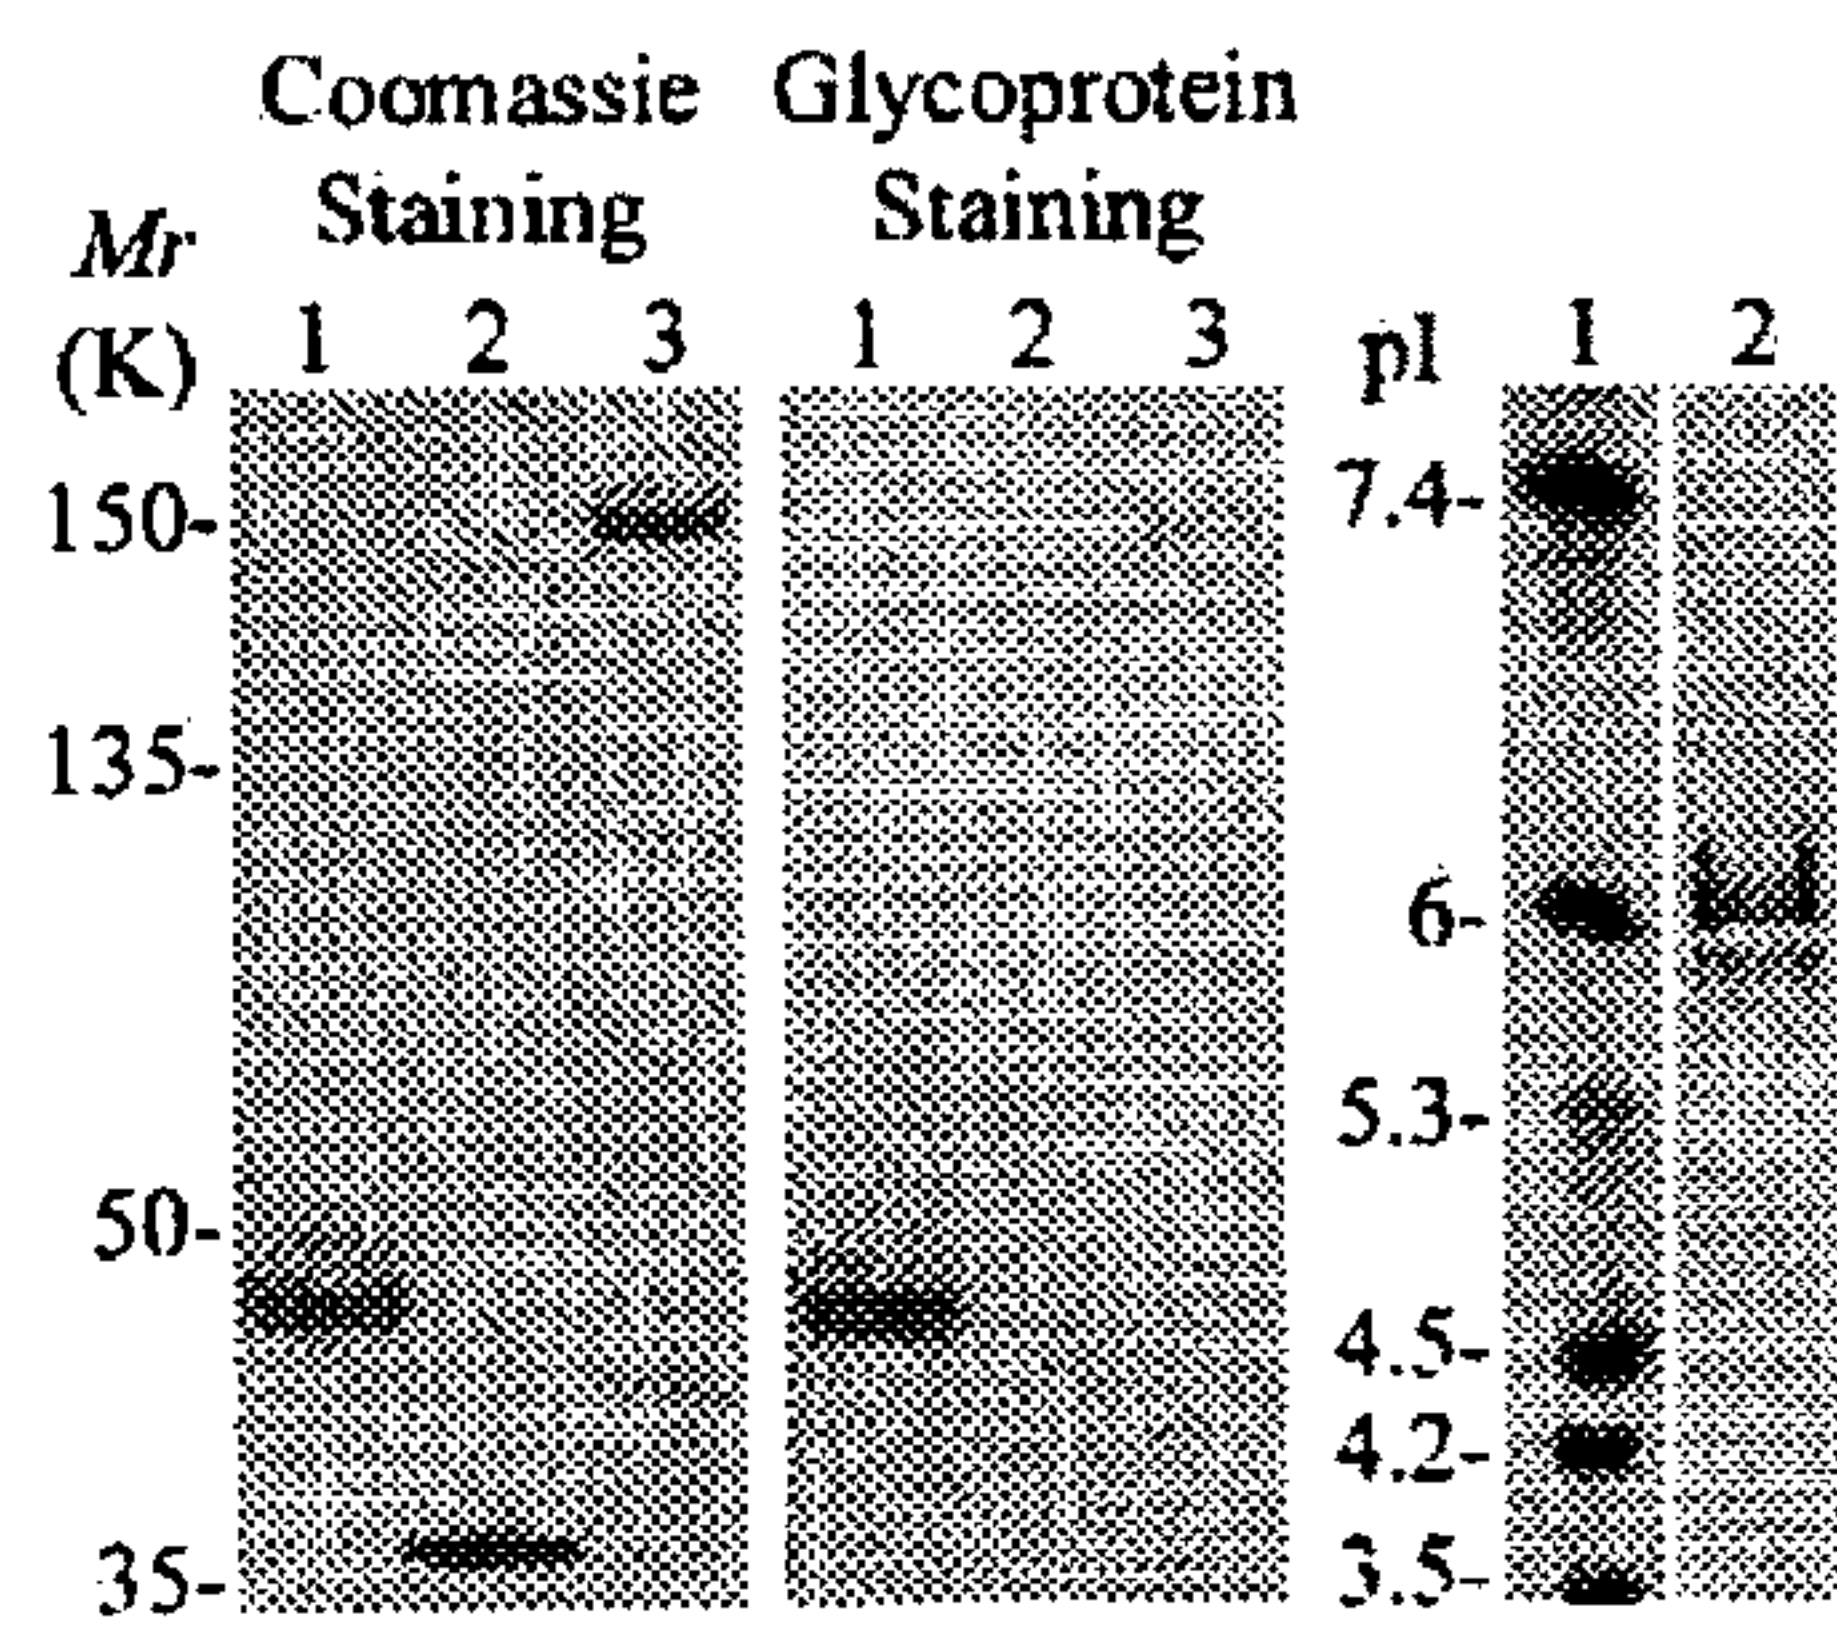 Coomassie Glycoprotein
Staining Staining
Mr
(K) 1 2 3 1 2 3 pI 1 2
150- 7.4-
135-
6-
5.3-
50-
4.5-
4.2-
35- 3.5-